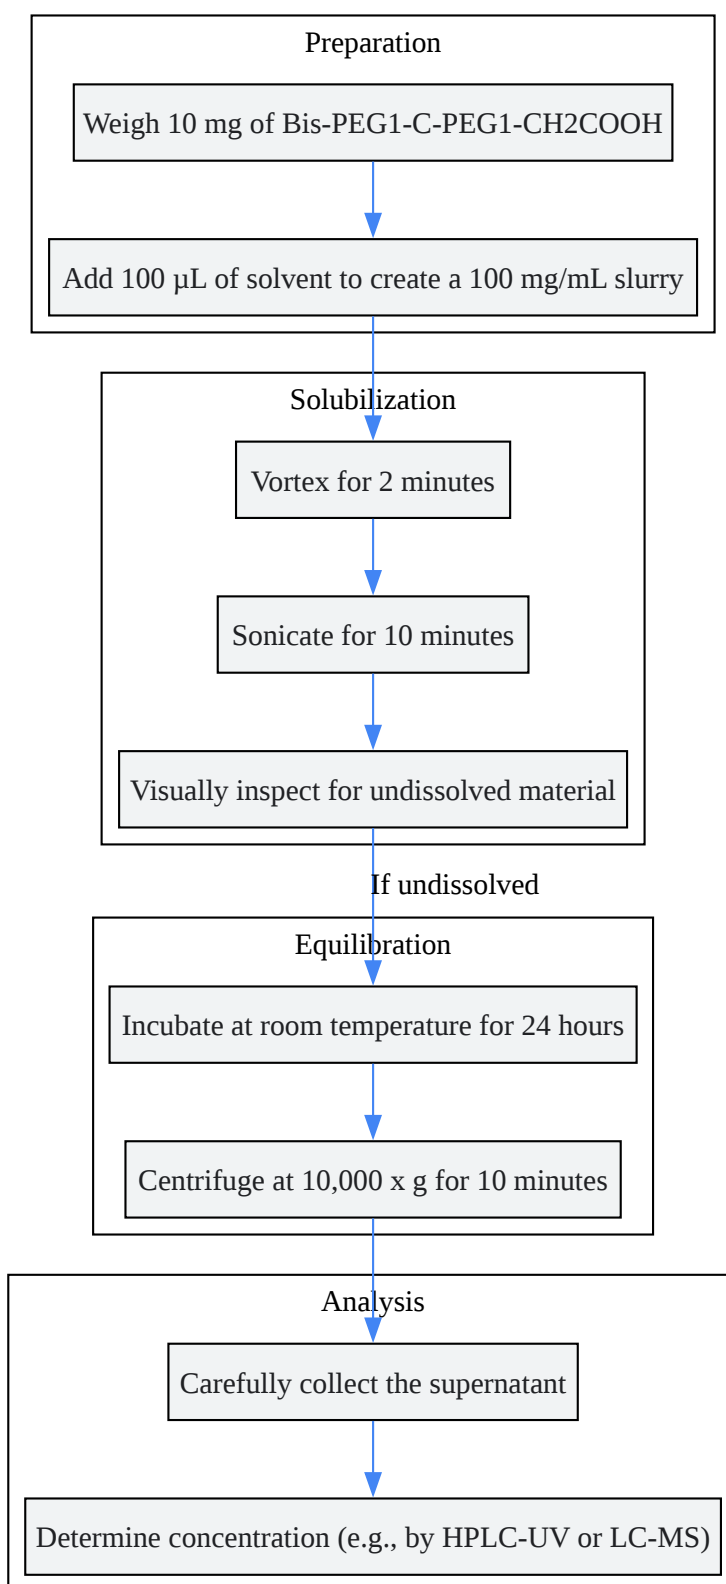 Preparation
Weigh 10 mg of Bis-PEG1-C-PEG1-CH2COOH
Add 100 µL of solvent to create a 100 mg/mL slurry
Solubilization
Vortex for 2 minutes
Sonicate for 10 minutes
Visually inspect for undissolved material
If undissolved
Equilibration
Incubate at room temperature for 24 hours
Centrifuge at 10,000 x g for 10 minutes
Analysis
Carefully collect the supernatant
Determine concentration (e.g., by HPLC-UV or LC-MS)